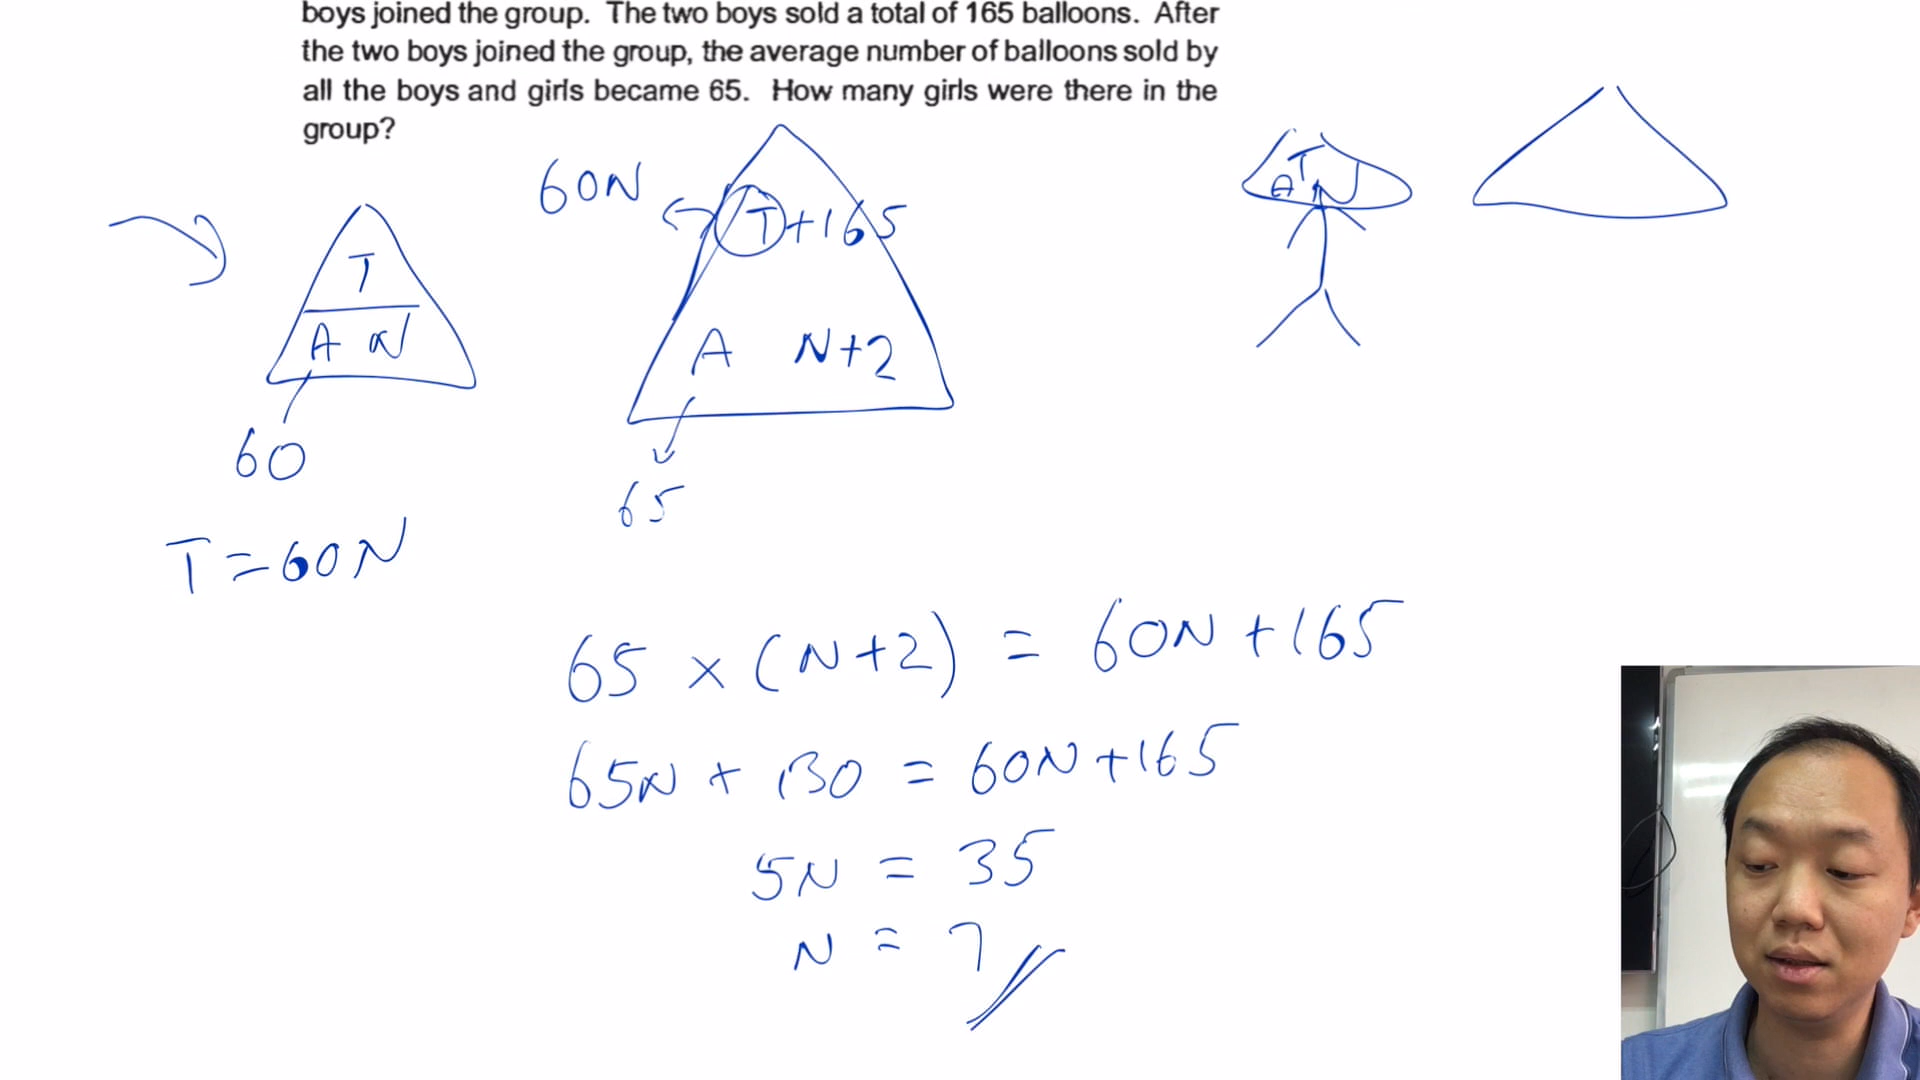 boys joined the group. The two boys sold a total of 165 balloons. After
the two boys joined the group, the average number of balloons sold by
all the boys and girls became 65. How many girls were there in the
group?
60N
T+165
T
A N
A N+2
60
65
T=60N
T
A N
65 × (N+2) = 60N +165
65N + 130 = 60N +165
5N = 35
N = 7